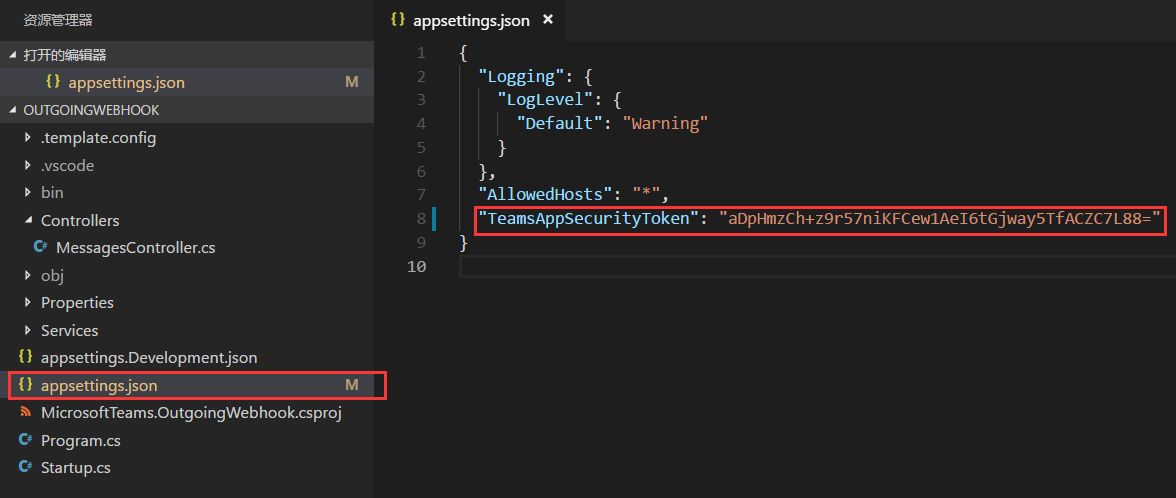 资源管理器
打开的编辑器
{} appsettings.json M
OUTGOINGWEBHOOK
.template.config
.vscode
bin
Controllers
C# MessagesController.cs
obj
Properties
Services
{} appsettings.Development.json
{} appsettings.json M
MicrosoftTeams.OutgoingWebhook.csproj
C# Program.cs
C# Startup.cs
{} appsettings.json ×
1 {
2 "Logging": {
3 "LogLevel": {
4 "Default": "Warning"
5 }
6 },
7 "AllowedHosts": "*",
8 "TeamsAppSecurityToken": "aDpHmzCh+z9r57niKFCew1AeI6tGjway5TfACZC7L88="
9 }
10